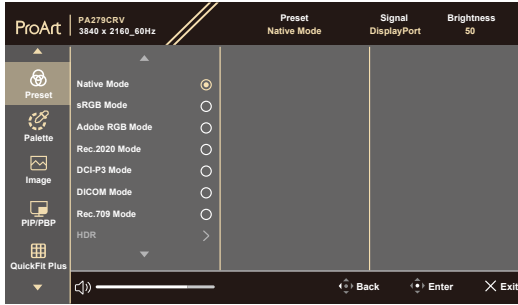 ProArt
PA279CRV
3840 x 2160_60Hz
Preset
Native Mode
Signal
DisplayPort
Brightness
50
Preset
Palette
Image
PIP/PBP
QuickFit Plus
Native Mode
sRGB Mode
Adobe RGB Mode
Rec.2020 Mode
DCI-P3 Mode
DICOM Mode
Rec.709 Mode
HDR
Back
Enter
Exit